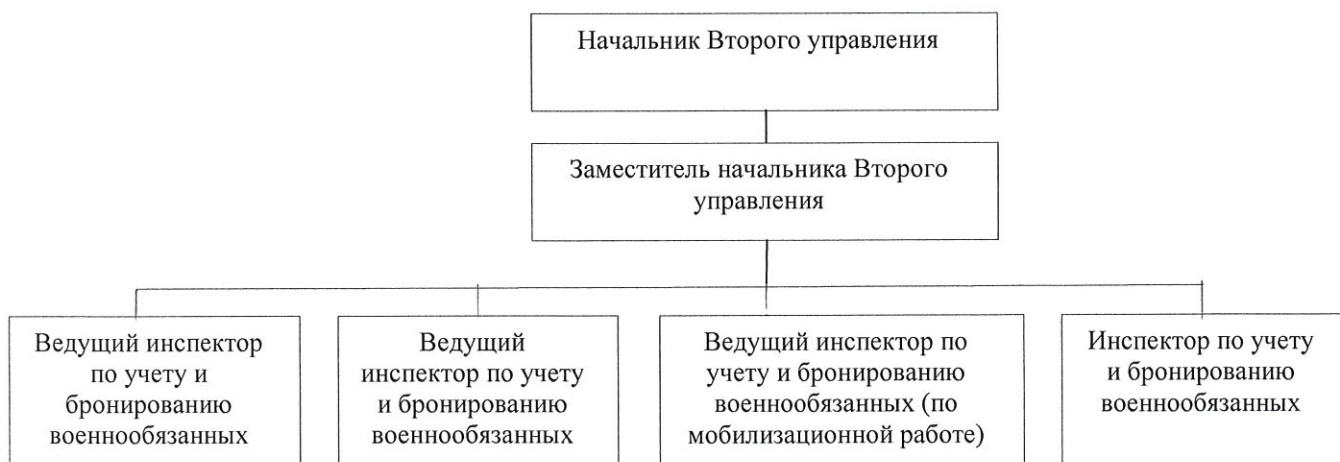 Начальник Второго управления
Заместитель начальника Второго
управления
Ведущий инспектор
по учету и
бронированию
военнообязанных
Ведущий
инспектор по учету
и бронированию
военнообязанных
Ведущий инспектор по
учету и бронированию
военнообязанных (по
мобилизационной работе)
Инспектор по учету
и бронированию
военнообязанных